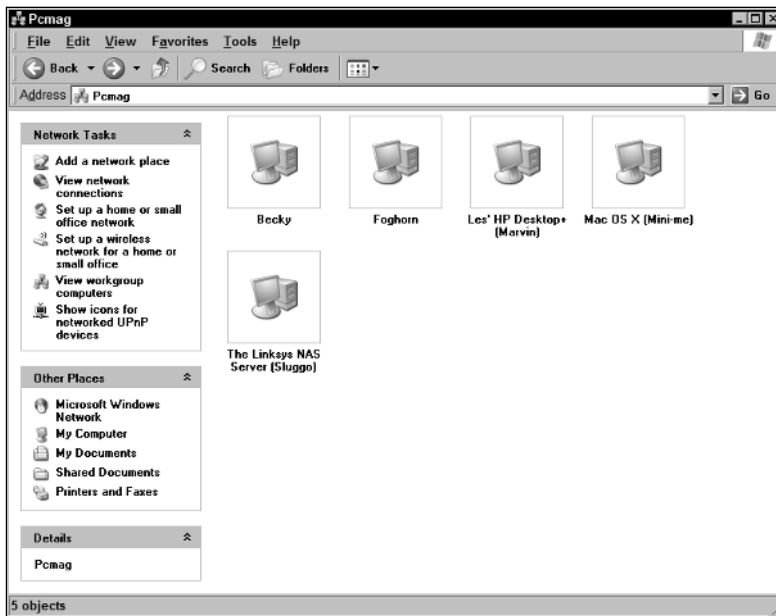 Pcmag
File Edit View Favorites Tools Help
Back Search Folders
Address Pcmag Go
Network Tasks
Add a network place
View network
connections
Set up a home or small
office network
Set up a wireless
network for a home or
small office
View workgroup
computers
Show icons for
networked UPnP
devices
Other Places
Microsoft Windows
Network
My Computer
My Documents
Shared Documents
Printers and Faxes
Details
Pcmag
Becky
Foghorn
Les' HP Desktop+
(Marvin)
Mac OS X (Mini-me)
The Linksys NAS
Server (Sluggo)
5 objects